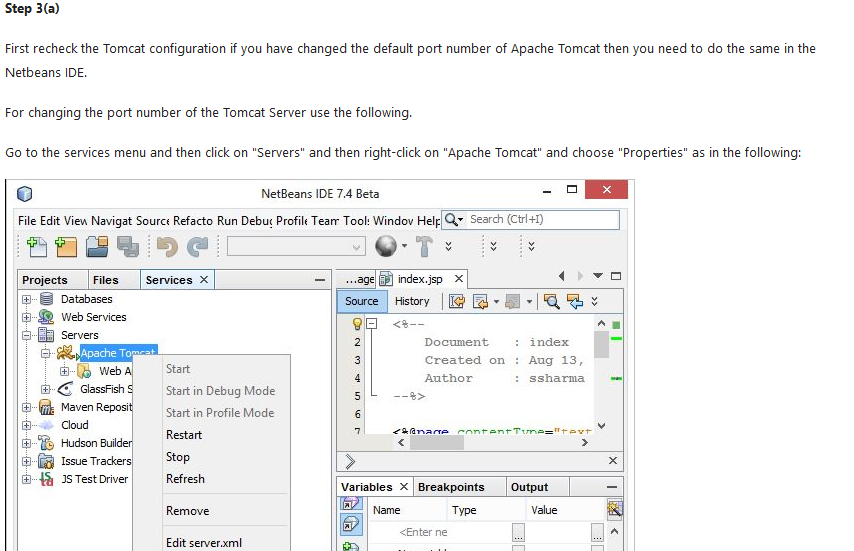 Step 3(a)
First recheck the Tomcat configuration if you have changed the default port number of Apache Tomcat then you need to do the same in the
Netbeans IDE.
For changing the port number of the Tomcat Server use the following.
Go to the services menu and then click on "Servers" and then right-click on "Apache Tomcat" and choose "Properties" as in the following:
NetBeans IDE 7.4 Beta
File Edit View Navigat Source Refacto Run Debug Profile Team Tools Window Help Search (Ctrl+I)
Projects Files Services
...age index.jsp
Source History
Databases
Web Services
Servers
Apache Tomcat
Web A
GlassFish S
Maven Reposit
Cloud
Hudson Builder
Issue Trackers
JS Test Driver
Start
Start in Debug Mode
Start in Profile Mode
Restart
Stop
Refresh
Remove
Edit server.xml
<%--
2 Document : index
3 Created on : Aug 13,
4 Author : ssharma
5 --%>
6
7 <%@page contentType="text
Variables Breakpoints Output
Name Type Value
<Enter ne
... ...